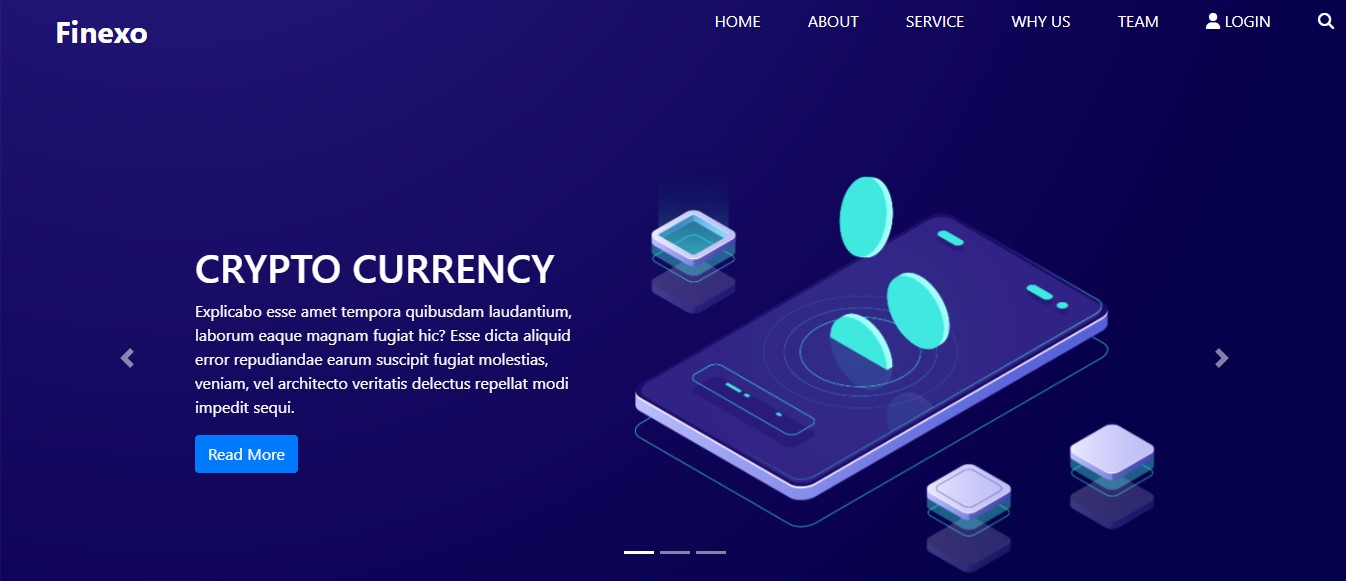 Finexo
HOME ABOUT SERVICE WHY US TEAM LOGIN
CRYPTO CURRENCY
Explicabo esse amet tempora quibusdam laudantium,
laborum eaque magnam fugiat hic? Esse dicta aliquid
error repudiandae earum suscipit fugiat molestias,
veniam, vel architecto veritatis delectus repellat modi
impedit sequi.
Read More